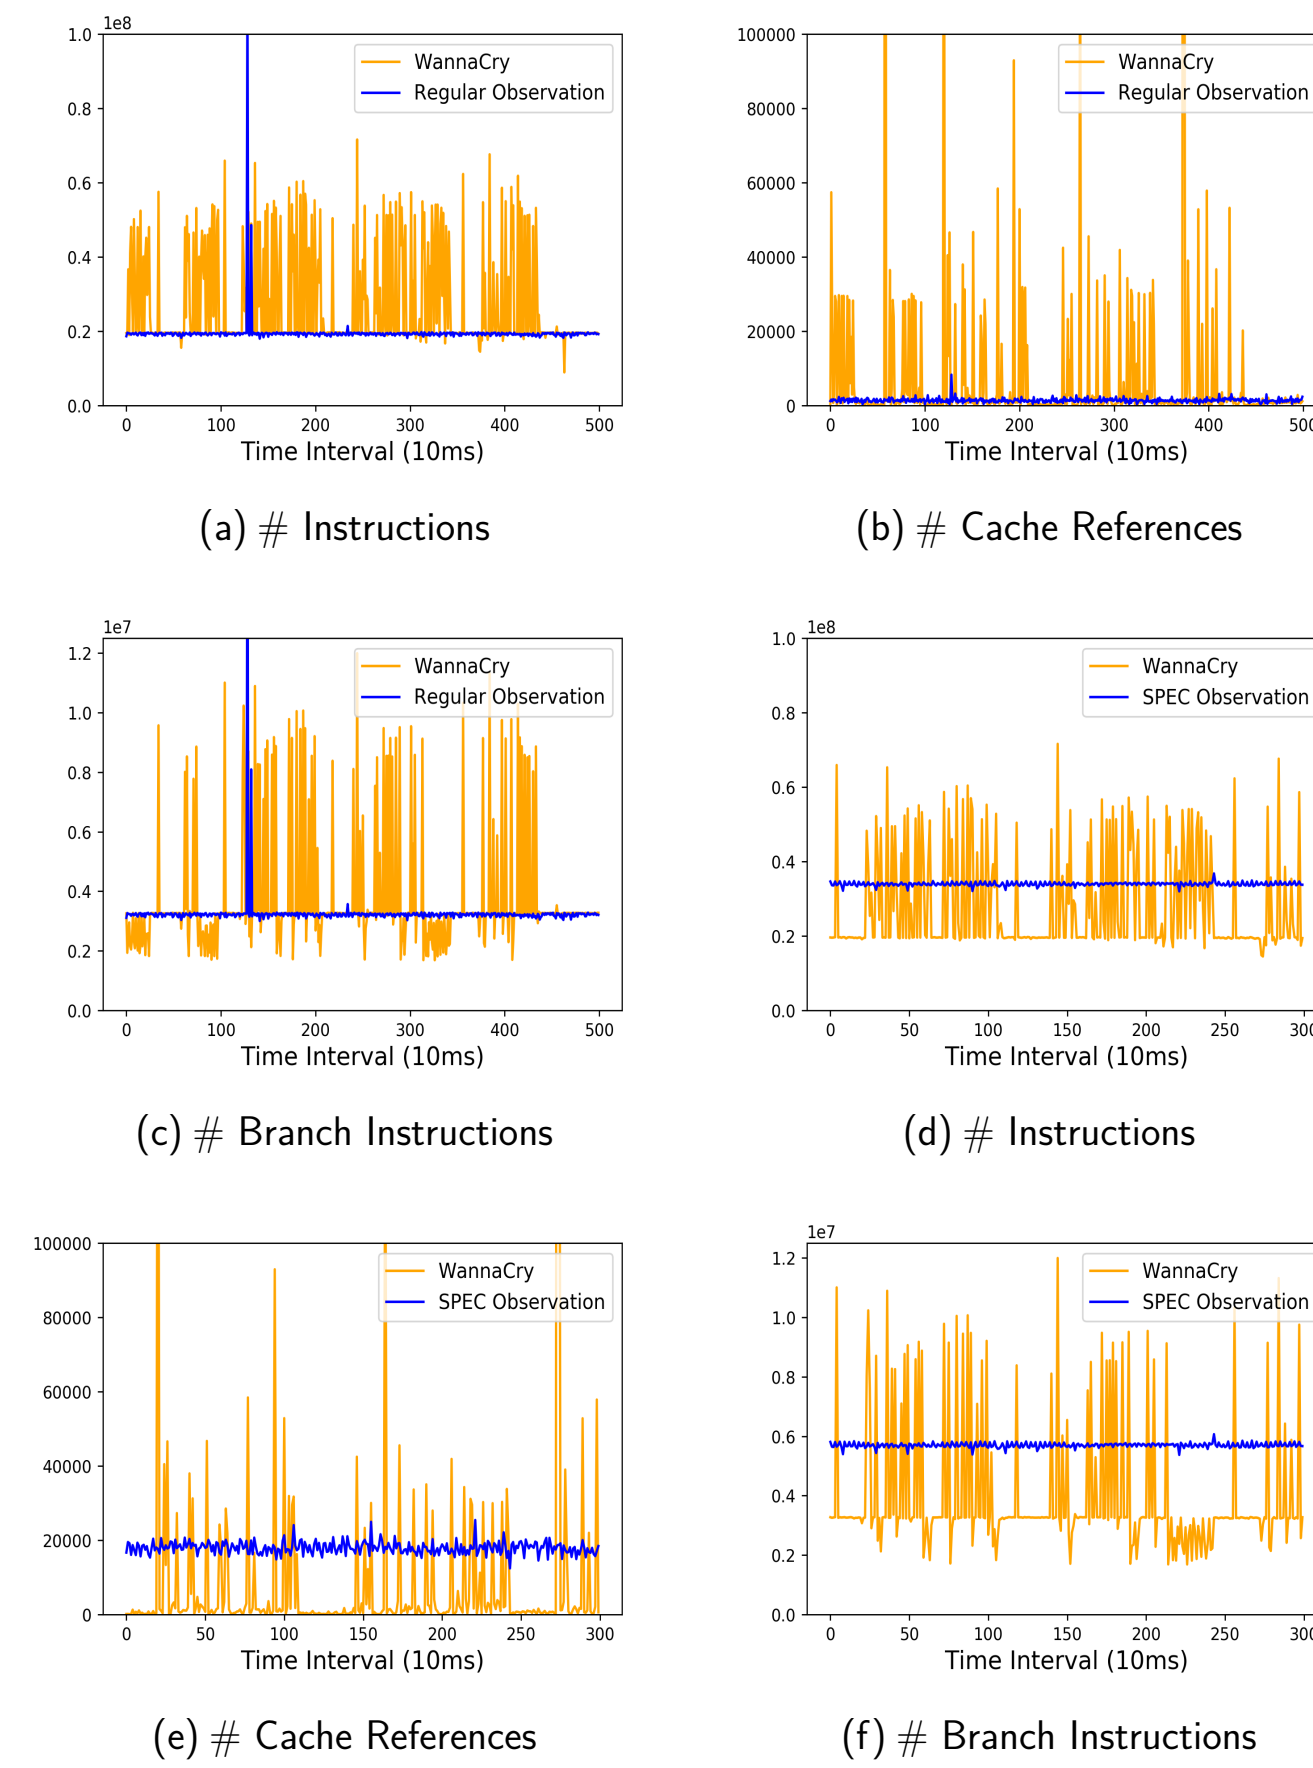 1e8
1.0
0.8
0.6
0.4
0.2
0.0
WannaCry
Regular Observation
0 100 200 300 400 500
Time Interval (10ms)
(a) # Instructions
100000
80000
60000
40000
20000
0
WannaCry
Regular Observation
0 100 200 300 400 500
Time Interval (10ms)
(b) # Cache References
1e7
1.2
1.0
0.8
0.6
0.4
0.2
0.0
WannaCry
Regular Observation
0 100 200 300 400 500
Time Interval (10ms)
(c) # Branch Instructions
1e8
1.0
0.8
0.6
0.4
0.2
0.0
WannaCry
SPEC Observation
0 50 100 150 200 250 300
Time Interval (10ms)
(d) # Instructions
100000
80000
60000
40000
20000
0
WannaCry
SPEC Observation
0 50 100 150 200 250 300
Time Interval (10ms)
(e) # Cache References
1e7
1.2
1.0
0.8
0.6
0.4
0.2
0.0
WannaCry
SPEC Observation
0 50 100 150 200 250 300
Time Interval (10ms)
(f) # Branch Instructions